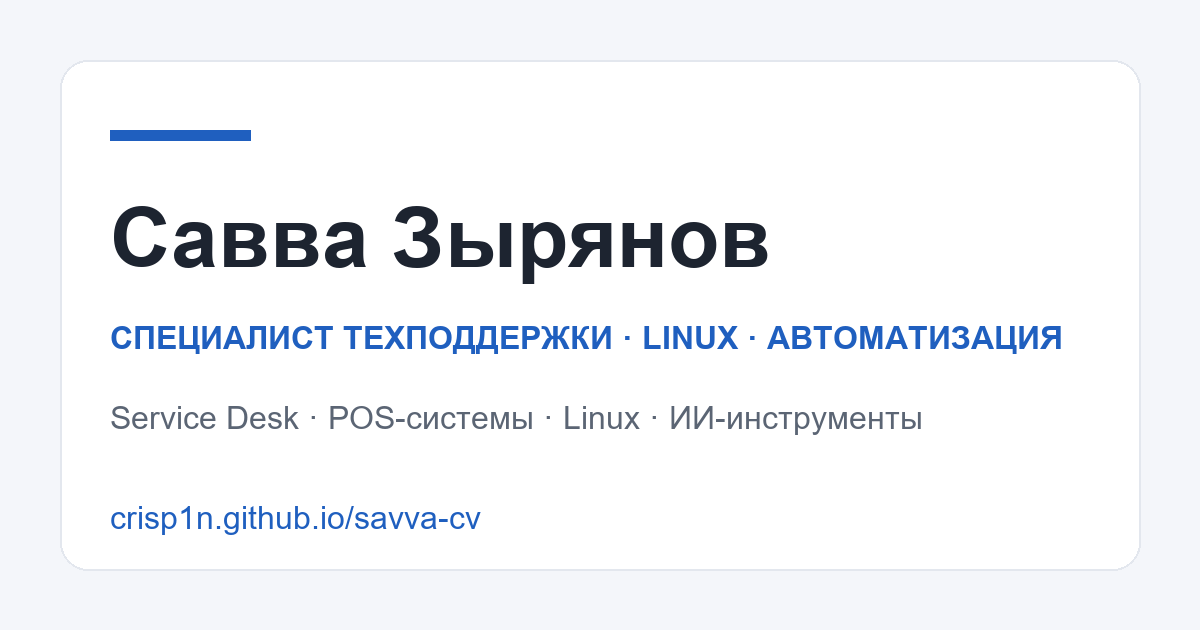 Савва Зырянов
СПЕЦИАЛИСТ ТЕХПОДДЕРЖКИ · LINUX · АВТОМАТИЗАЦИЯ
Service Desk · POS-системы · Linux · ИИ-инструменты
crisp1n.github.io/savva-cv